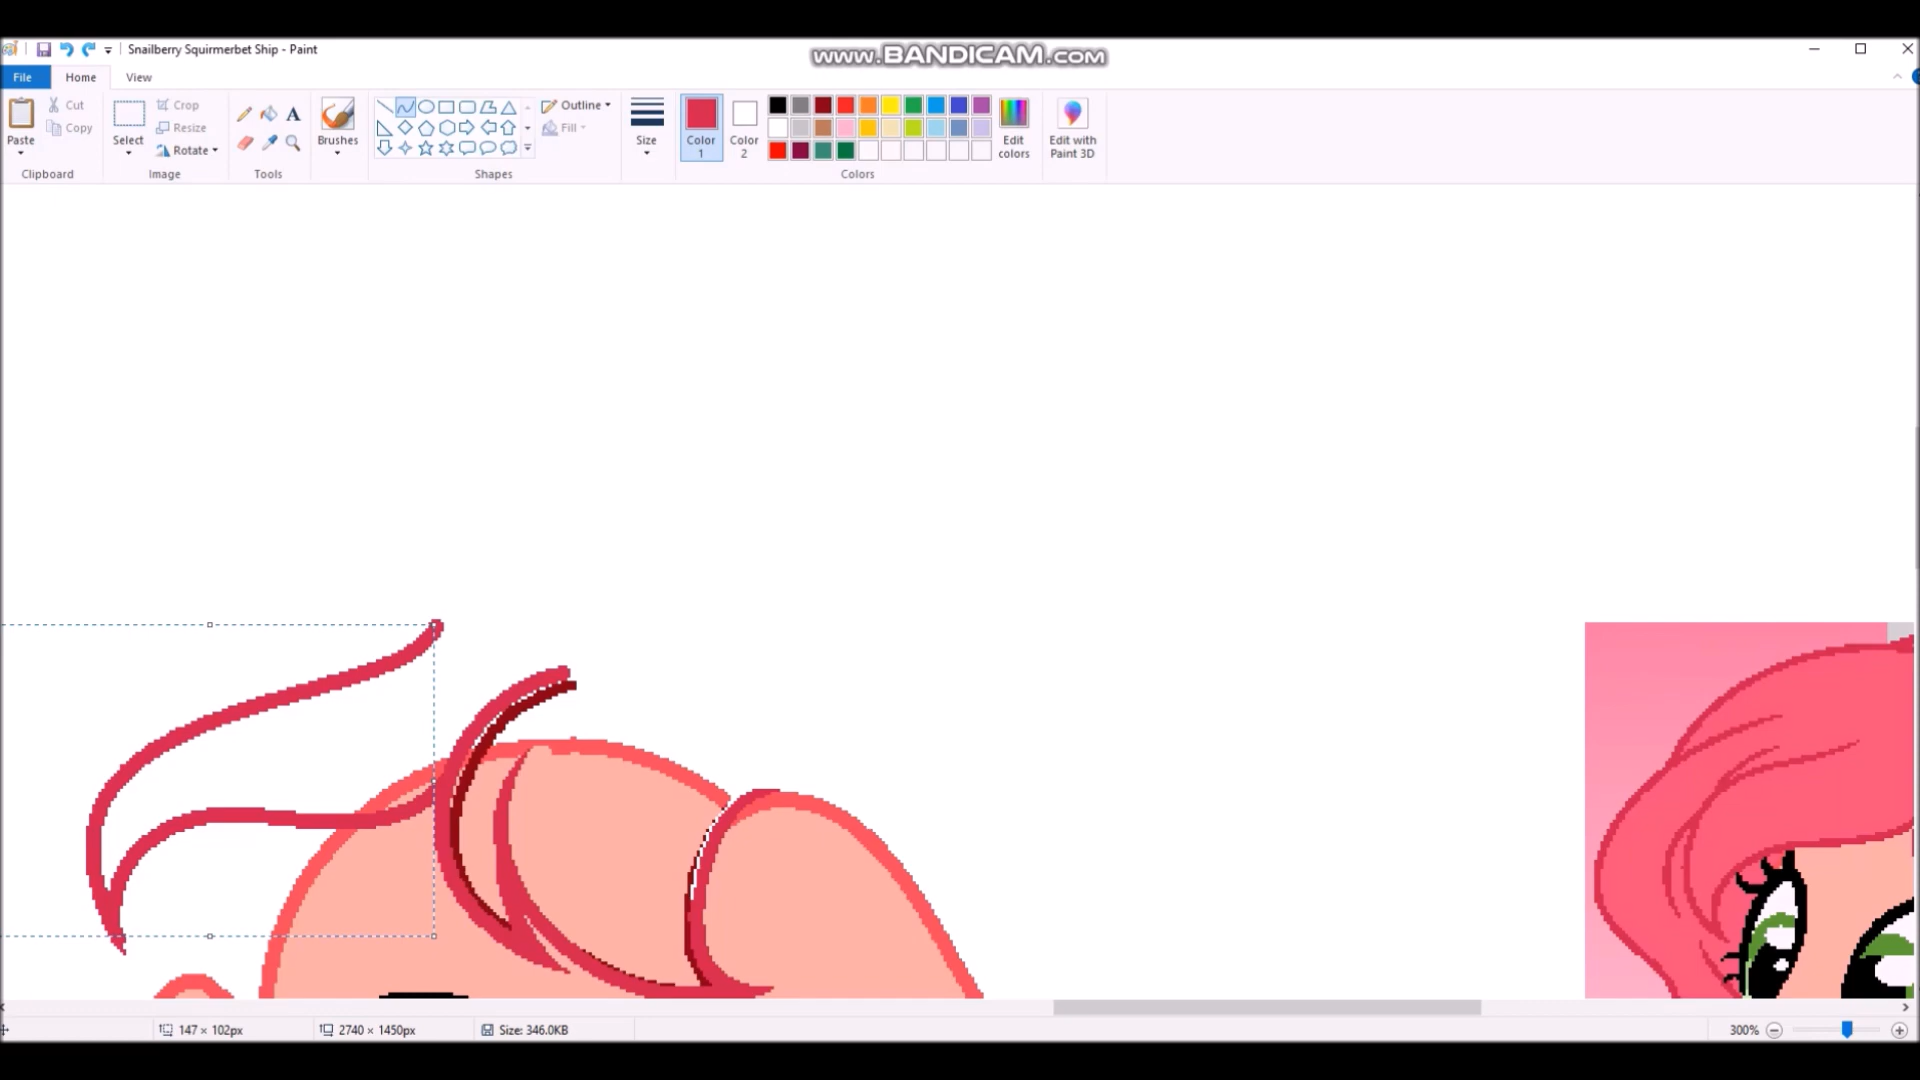 Snailberry Squirmerbet Ship - Paint
www.BANDICAM.com
File
Home
View
Paste
Cut
Copy
Clipboard
Select
Crop
Resize
Rotate
Image
A
Tools
Brushes
Outline
Fill
Shapes
Size
Color
1
Color
2
Colors
Edit
colors
Edit with
Paint 3D
147 × 102px
2740 × 1450px
Size: 346.0KB
300%